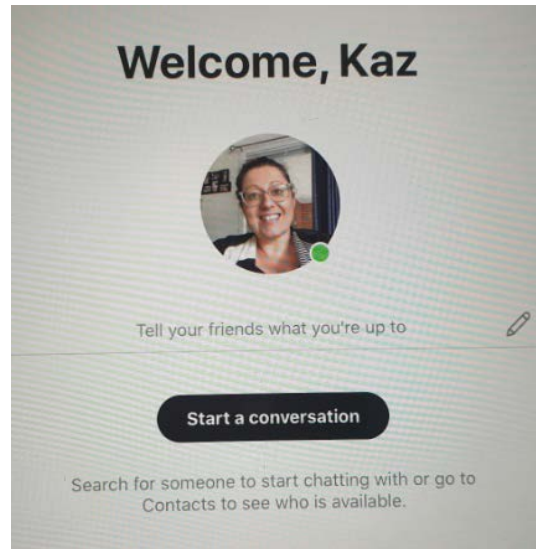 Welcome, Kaz
Tell your friends what you're up to
Start a conversation
Search for someone to start chatting with or go to
Contacts to see who is available.